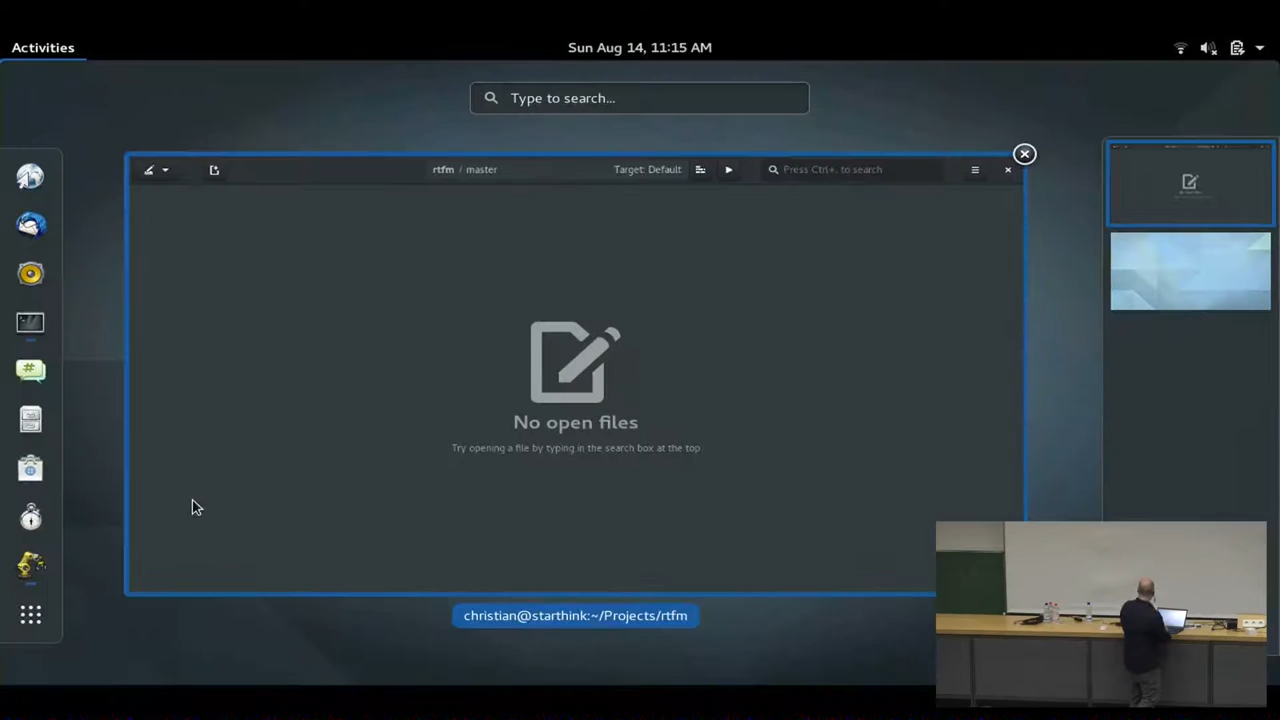 Activities
Sun Aug 14, 11:15 AM
Type to search...
rtfm / master
Target: Default
Press Ctrl+. to search
No open files
Try opening a file by typing in the search box at the top
christian@starthink:~/Projects/rtfm